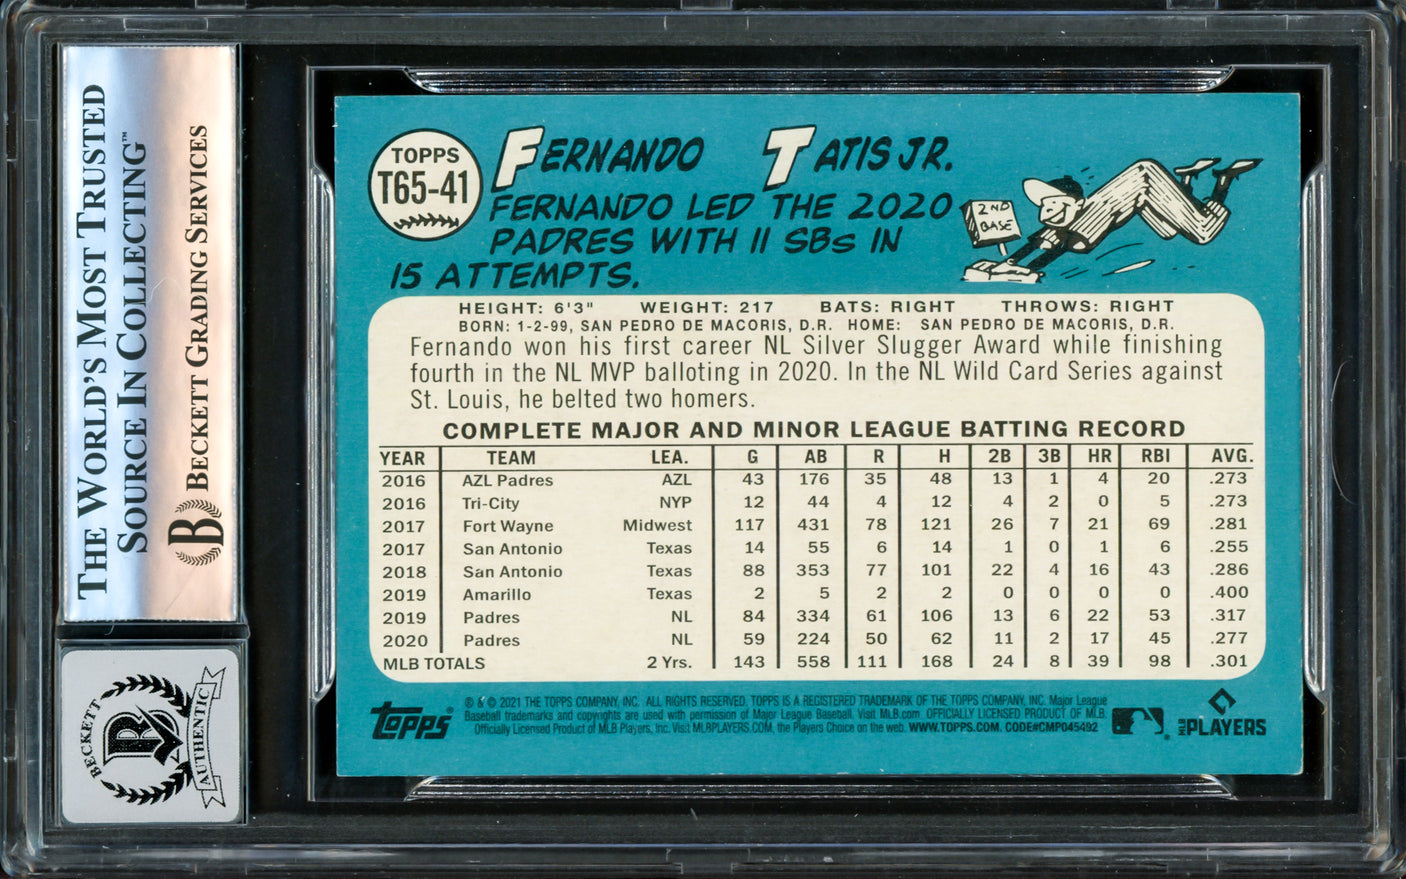 THE WORLD'S MOST TRUSTED
SOURCE IN COLLECTING™
B BECKETT GRADING SERVICES
BECKETT
B
AUTHENTIC
TOPPS
T65-41
FERNANDO TATIS JR.
FERNANDO LED THE 2020
PADRES WITH 11 SBs IN
15 ATTEMPTS.
2ND
BASE
HEIGHT: 6'3" WEIGHT: 217 BATS: RIGHT THROWS: RIGHT
BORN: 1-2-99, SAN PEDRO DE MACORIS, D.R. HOME: SAN PEDRO DE MACORIS, D.R.
Fernando won his first career NL Silver Slugger Award while finishing
fourth in the NL MVP balloting in 2020. In the NL Wild Card Series against
St. Louis, he belted two homers.
COMPLETE MAJOR AND MINOR LEAGUE BATTING RECORD
YEAR TEAM LEA. G AB R H 2B 3B HR RBI AVG.
2016 AZL Padres AZL 43 176 35 48 13 1 4 20 .273
2016 Tri-City NYP 12 44 4 12 4 2 0 5 .273
2017 Fort Wayne Midwest 117 431 78 121 26 7 21 69 .281
2017 San Antonio Texas 14 55 6 14 1 0 1 6 .255
2018 San Antonio Texas 88 353 77 101 22 4 16 43 .286
2019 Amarillo Texas 2 5 2 2 0 0 0 0 .400
2019 Padres NL 84 334 61 106 13 6 22 53 .317
2020 Padres NL 59 224 50 62 11 2 17 45 .277
MLB TOTALS 2 Yrs. 143 558 111 168 24 8 39 98 .301
TOPPS
® & © 2021 THE TOPPS COMPANY, INC. ALL RIGHTS RESERVED. TOPPS IS A REGISTERED TRADEMARK OF THE TOPPS COMPANY, INC. Major League
Baseball trademarks and copyrights are used with permission of Major League Baseball. Visit MLB.com. OFFICIALLY LICENSED PRODUCT OF MLB
Officially Licensed Product of MLB Players, Inc. Visit MLBPLAYERS.COM, the Players Choice on the web. WWW.TOPPS.COM. CODE#CMP045492
MLB PLAYERS